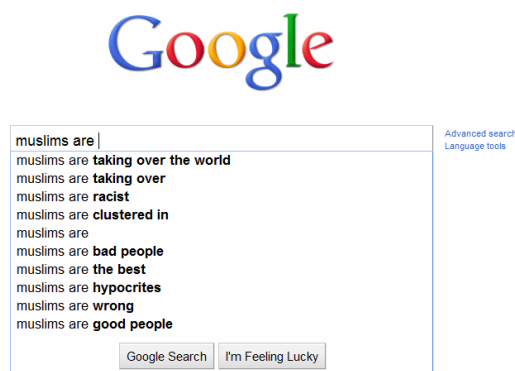 Google
muslims are
Advanced search
Language tools
muslims are taking over the world
muslims are taking over
muslims are racist
muslims are clustered in
muslims are
muslims are bad people
muslims are the best
muslims are hypocrites
muslims are wrong
muslims are good people
Google Search
I'm Feeling Lucky